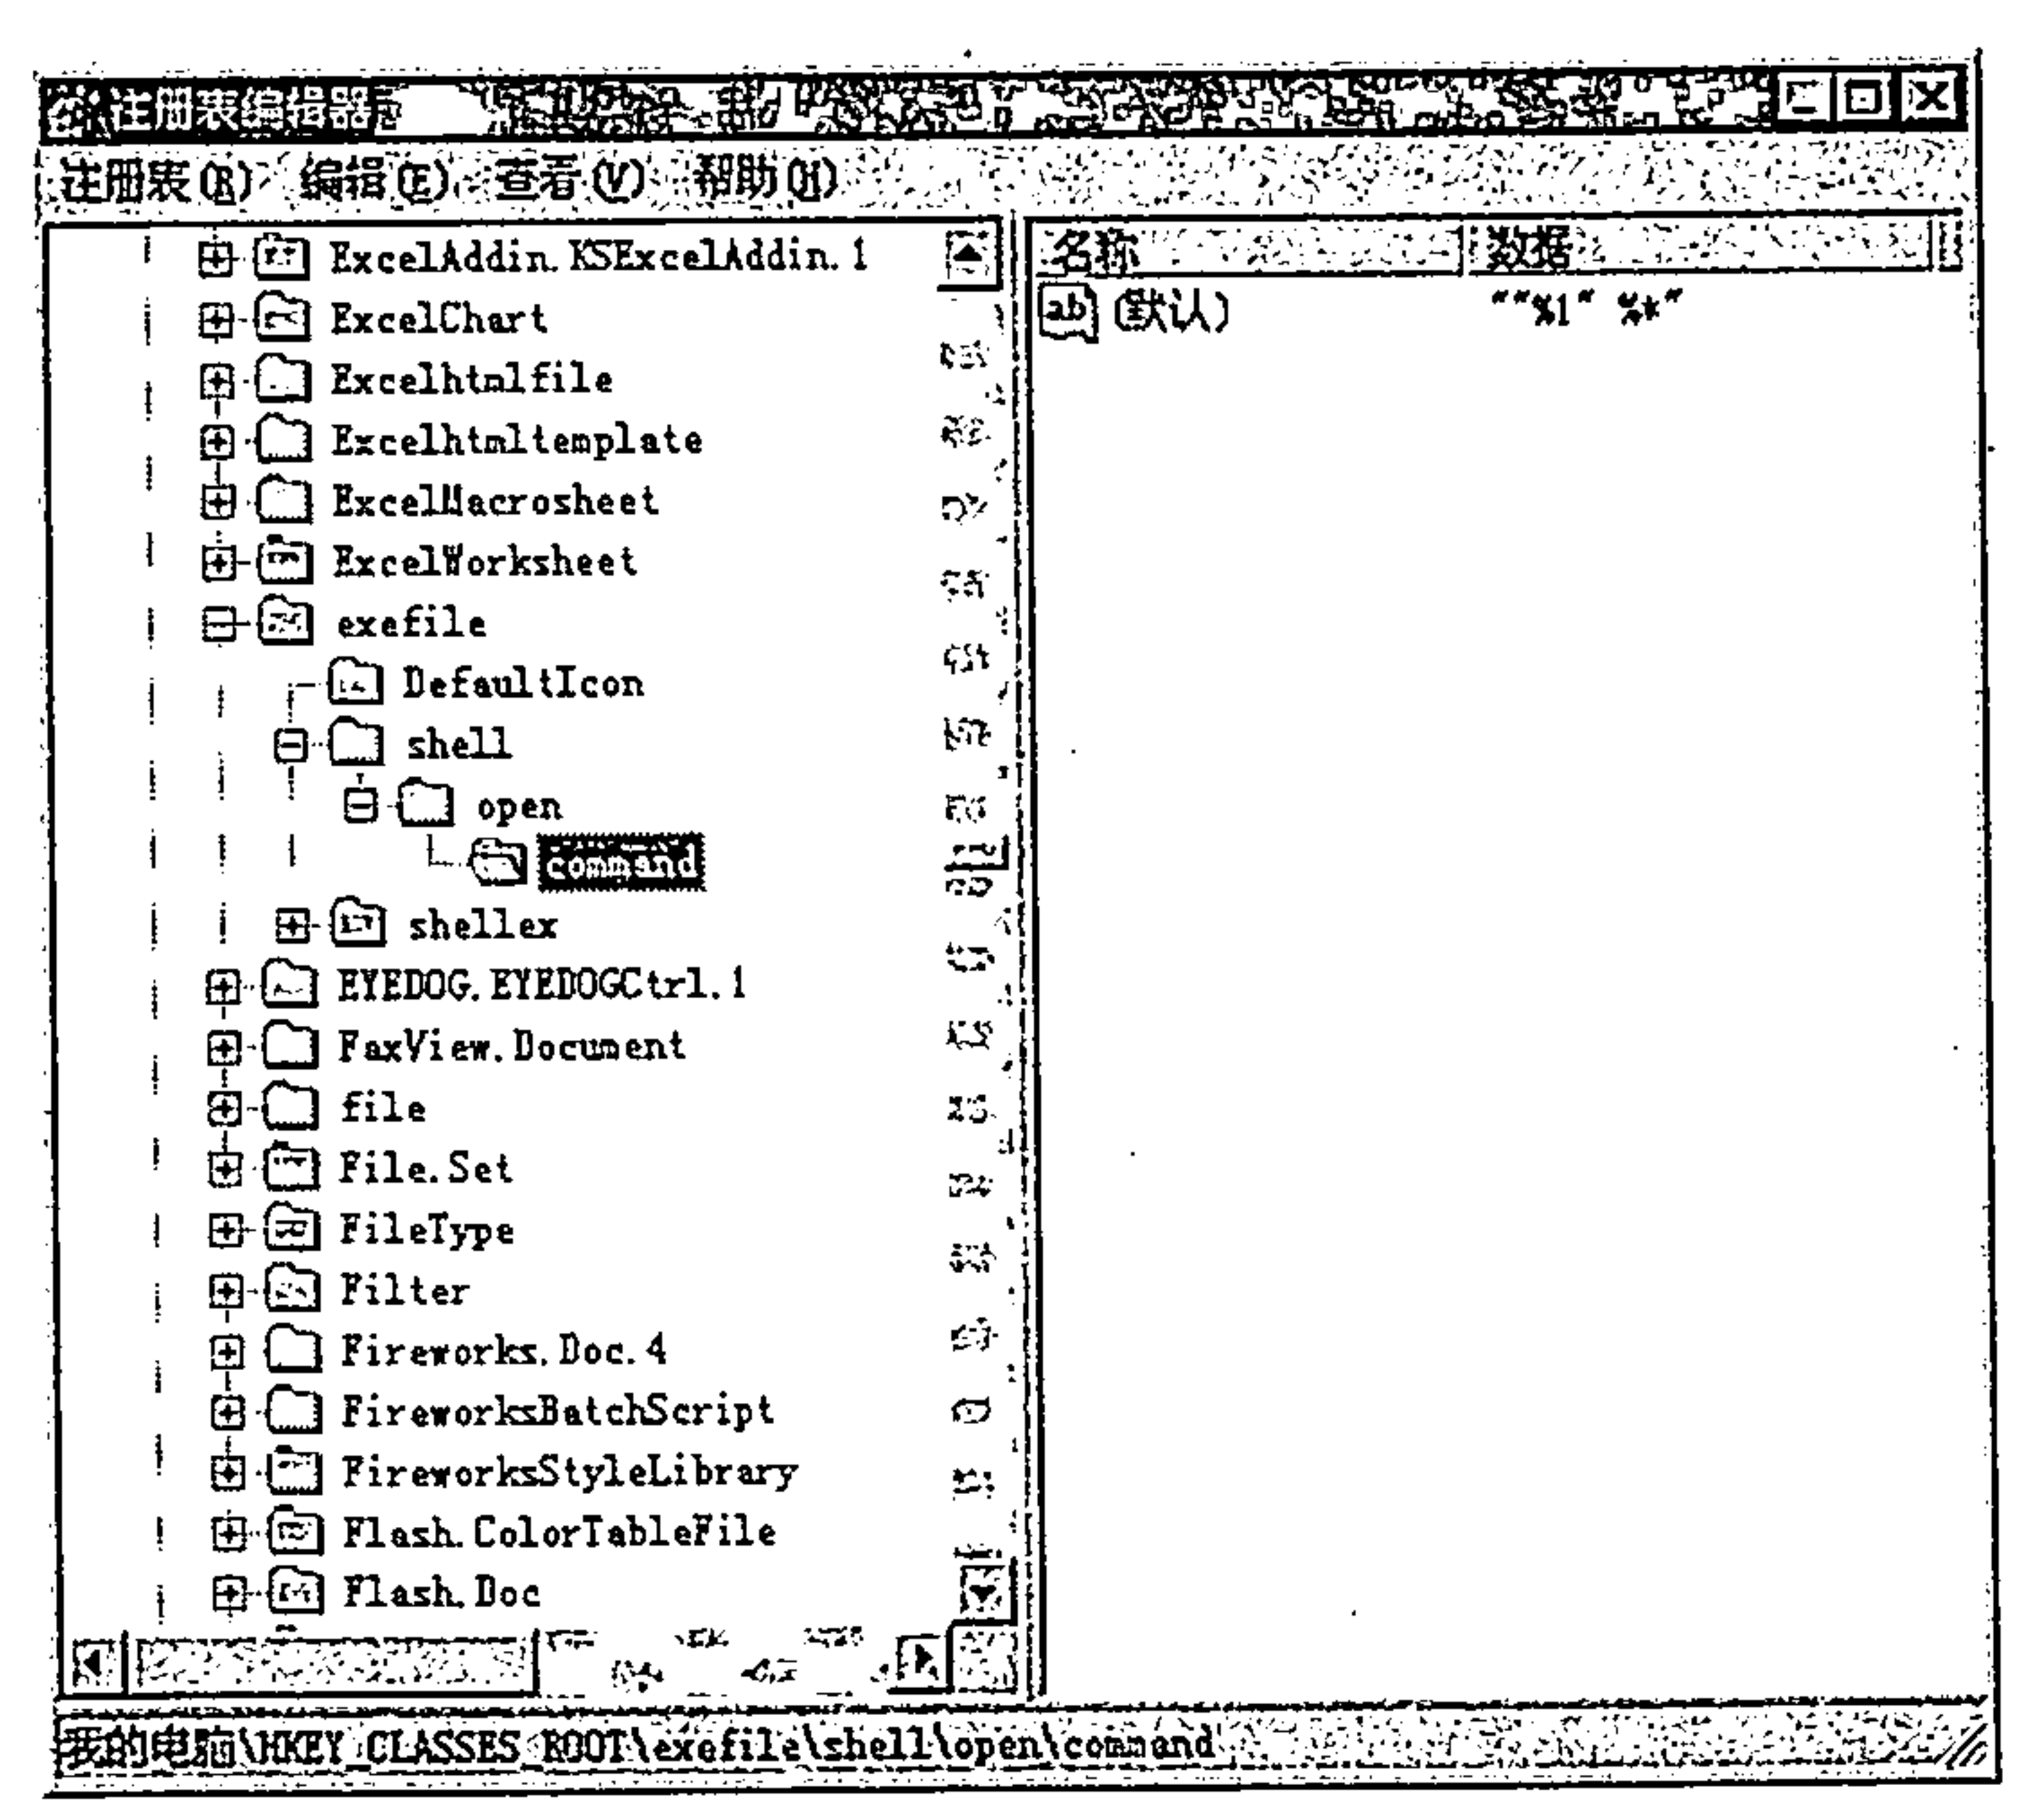 注册表编辑器
注册表(R) 编辑(E) 查看(V) 帮助(H)
名称 数据
ExcelAddin.KSExcelAddin.1
(默认) ""%1" %*"
ExcelChart
Excelhtmlfile
Excelhtmltemplate
ExcelMacrosheet
ExcelWorksheet
exefile
DefaultIcon
shell
open
command
shellex
EYEDOG.EYEDOGCtrl.1
FaxView.Document
file
File.Set
FileType
Filter
Fireworks.Doc.4
FireworksBatchScript
FireworksStyleLibrary
Flash.ColorTableFile
Flash.Doc
我的电脑\HKEY_CLASSES_ROOT\exefile\shell\open\command